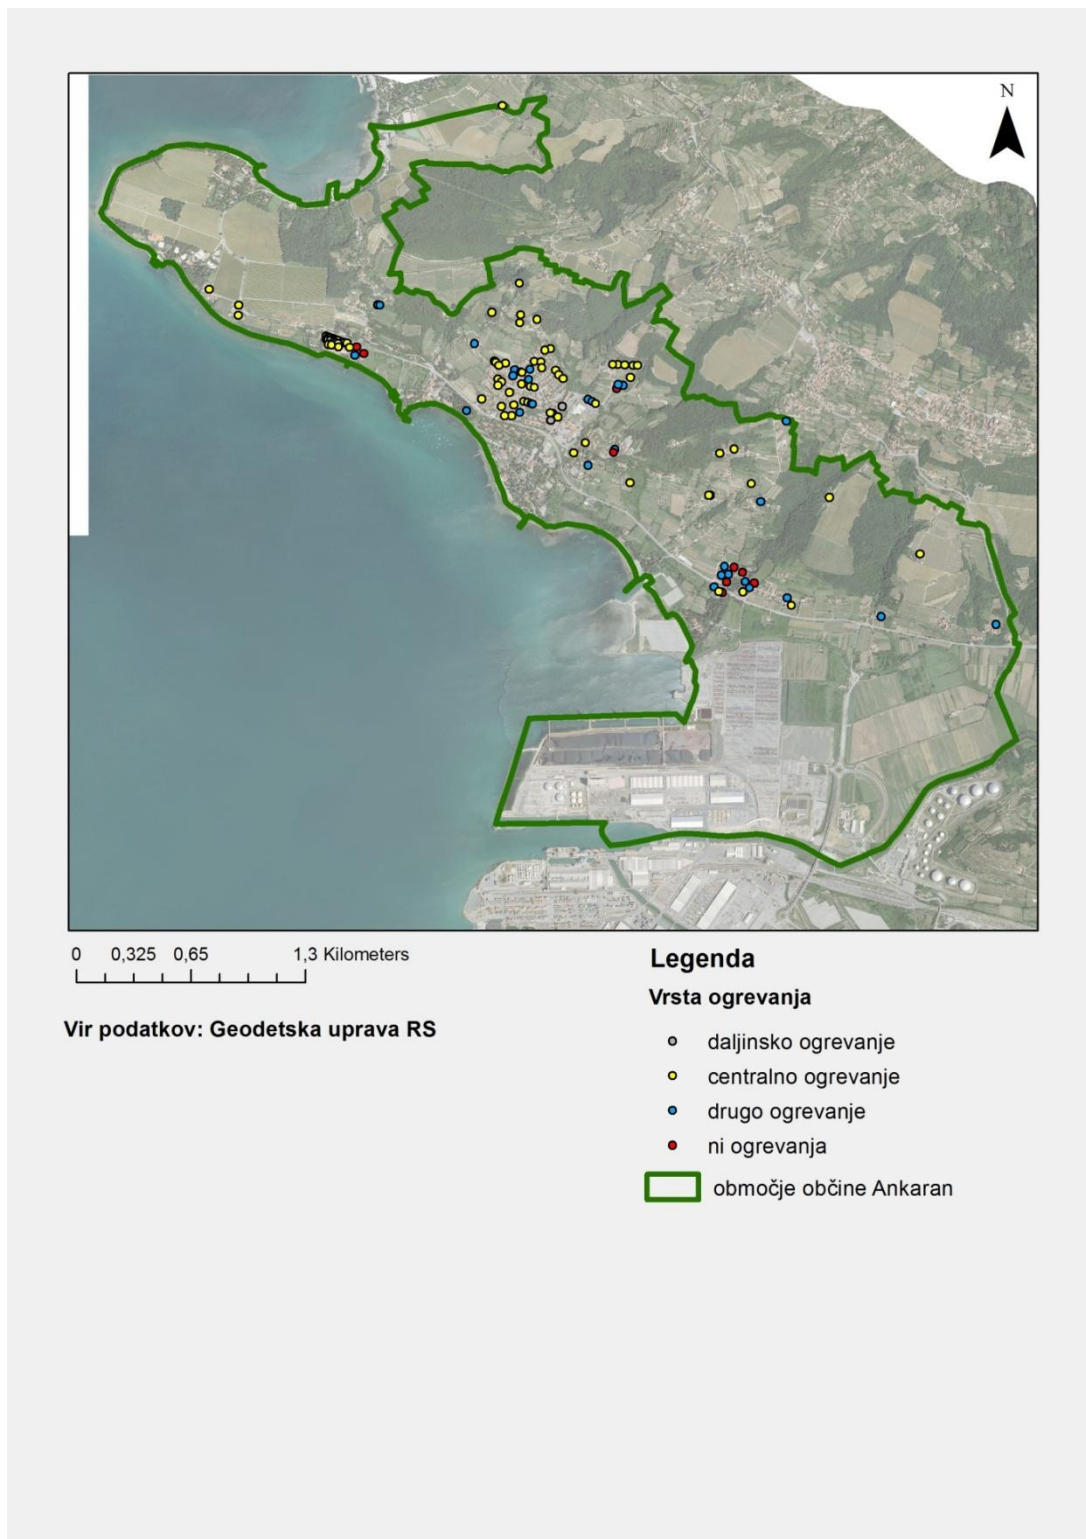 N
0 0,325 0,65 1,3 Kilometers
Vir podatkov: Geodetska uprava RS
Legenda
Vrsta ogrevanja
daljinsko ogrevanje
centralno ogrevanje
drugo ogrevanje
ni ogrevanja
območje občine Ankaran